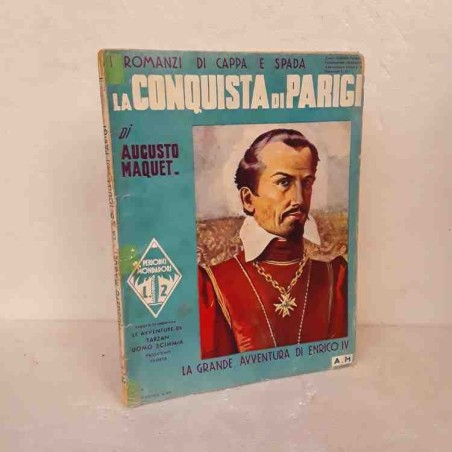 I ROMANZI DI CAPPA E SPADA
LA CONQUISTA DI PARIGI
DI
AUGUSTO
MAQUET
PERIODICI
MONDADORI
L. 2
LE AVVENTURE DI
TARZAN
UOMO SCIMMIA
LA GRANDE AVVENTURA DI ENRICO IV
A.M